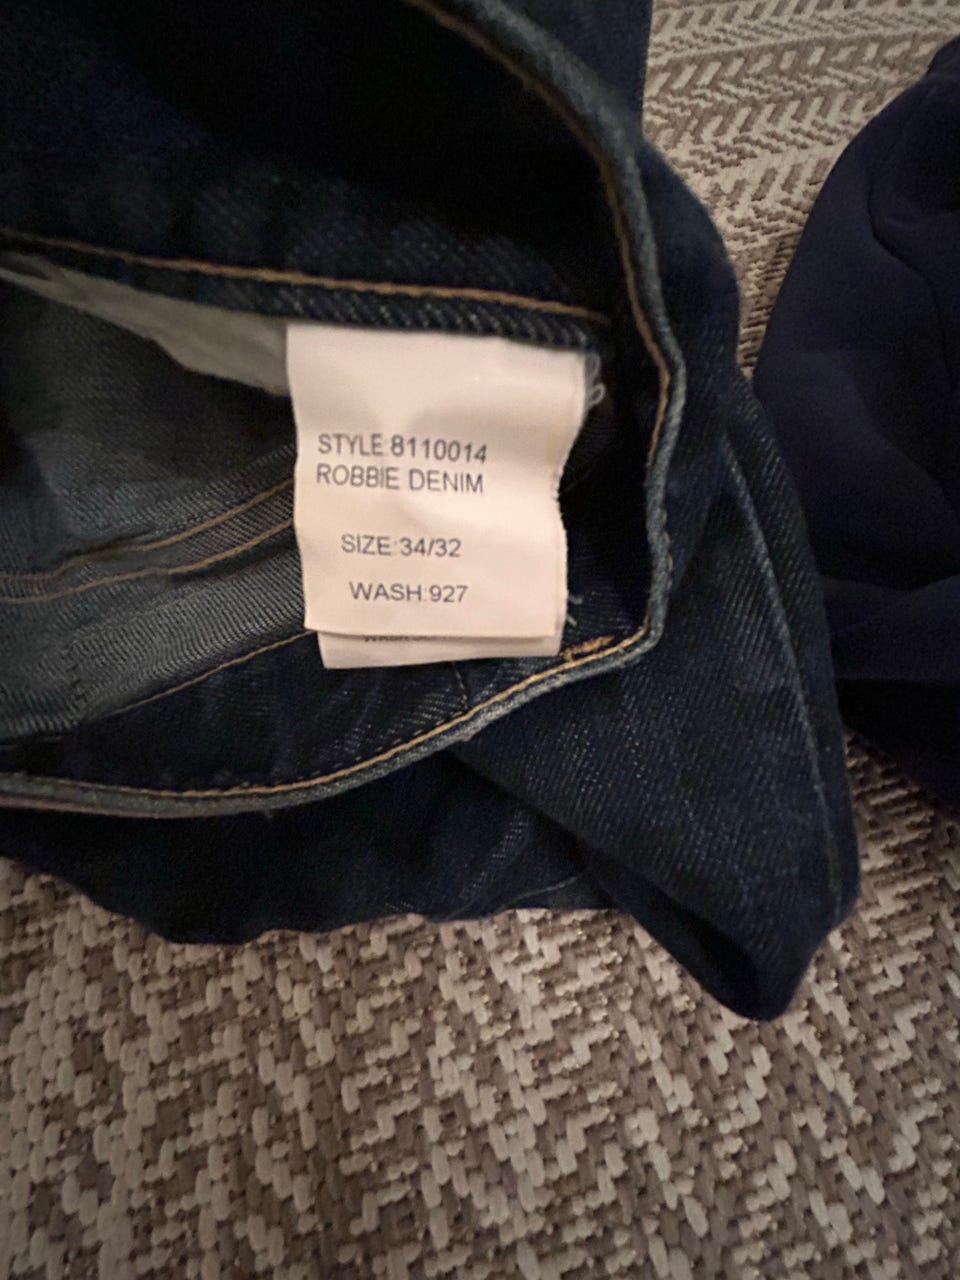 STYLE:8110014
ROBBIE DENIM
SIZE:34/32
WASH:927